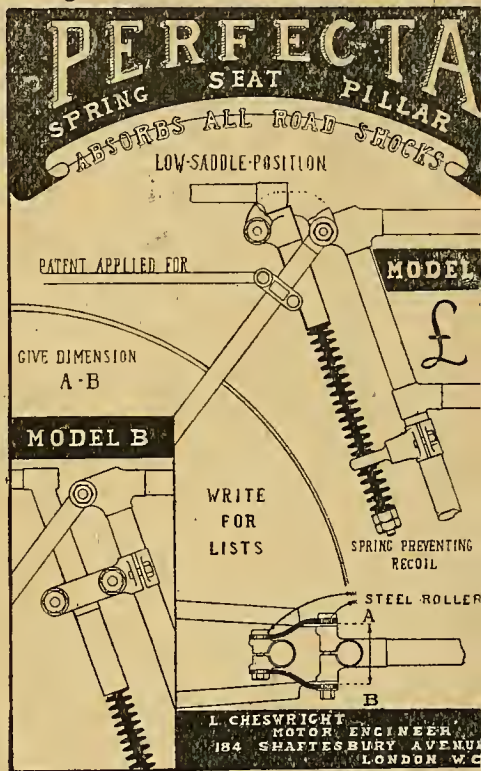 PERFECTA
SPRING SEAT PILLAR
ABSORBS ALL ROAD SHOCKS
LOW-SADDLE-POSITION
PATENT APPLIED FOR
MODEL
£
GIVE DIMENSION
A-B
MODEL B
WRITE
FOR
LISTS
SPRING PREVENTING
RECOIL
STEEL ROLLER
A
B
L. CHESWRIGHT
MOTOR ENGINEER
184 SHAFTESBURY AVENUE
LONDON W.C